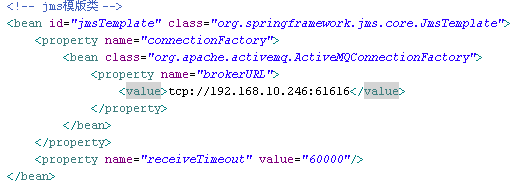 <!-- jms模版类 -->
<bean id="jmsTemplate" class="org.springframework.jms.core.JmsTemplate">
<property name="connectionFactory">
<bean class="org.apache.activemq.ActiveMQConnectionFactory">
<property name="brokerURL">
<value>tcp://192.168.10.246:61616</value>
</property>
</bean>
</property>
<property name="receiveTimeout" value="60000"/>
</bean>